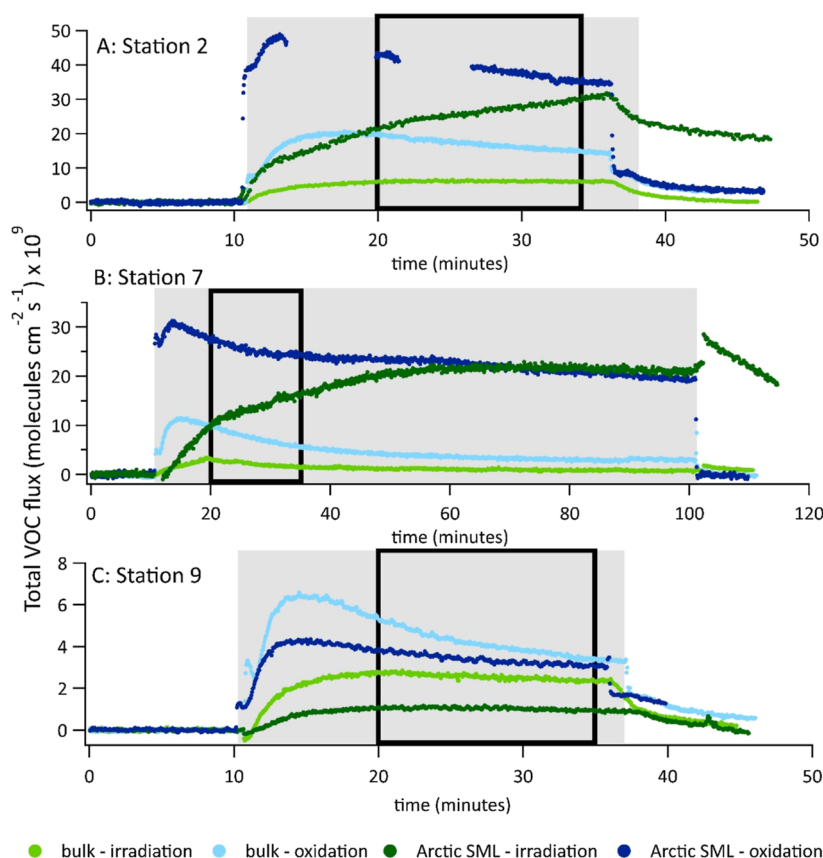 A: Station 2
50
40
30
20
10
0
0 10 20 30 40 50
time (minutes)
B: Station 7
30
20
10
0
0 20 40 60 80 100 120
time (minutes)
C: Station 9
8
6
4
2
0
0 10 20 30 40 50
time (minutes)
Total VOC flux (molecules cm⁻² s⁻¹) x 10⁹
bulk - irradiation bulk - oxidation Arctic SML - irradiation Arctic SML - oxidation